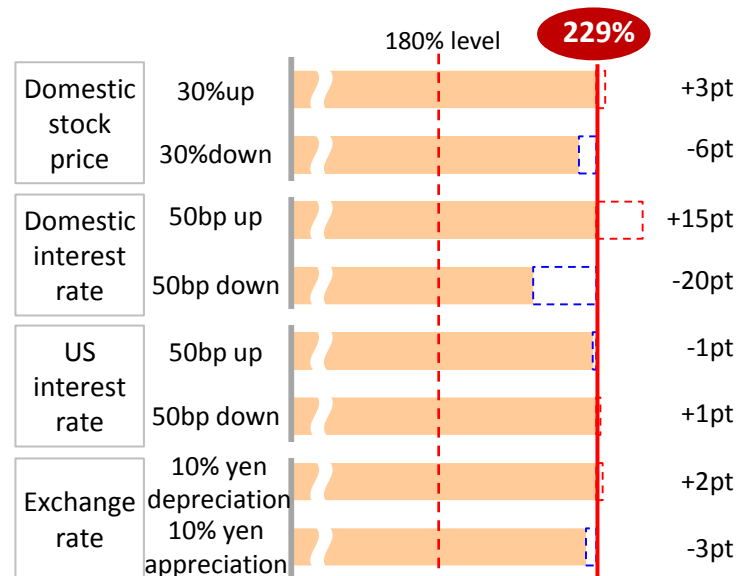 180% level
229%
Domestic
stock
price
30%up
+3pt
30%down
-6pt
Domestic
interest
rate
50bp up
+15pt
50bp down
-20pt
US
interest
rate
50bp up
-1pt
50bp down
+1pt
Exchange
rate
10% yen
depreciation
+2pt
10% yen
appreciation
-3pt